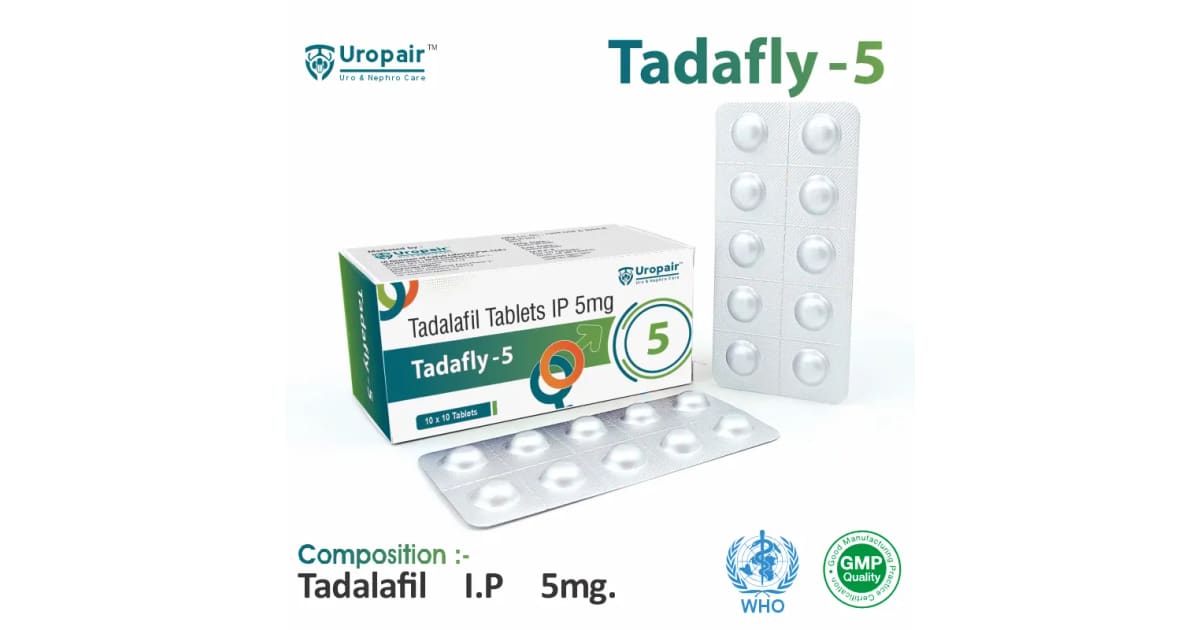 Uropair™
Uro & Nephro Care
Tadafly - 5
Marketed by :-
Uropair
Uropair™
Uro & Nephro Care
Tadalafil Tablets IP 5mg
Tadafly - 5
5
10 x 10 Tablets
Tadafly - 5
Composition :-
Tadalafil I.P 5mg.
WHO
Good Manufacturing
GMP
Quality
Practice Certification